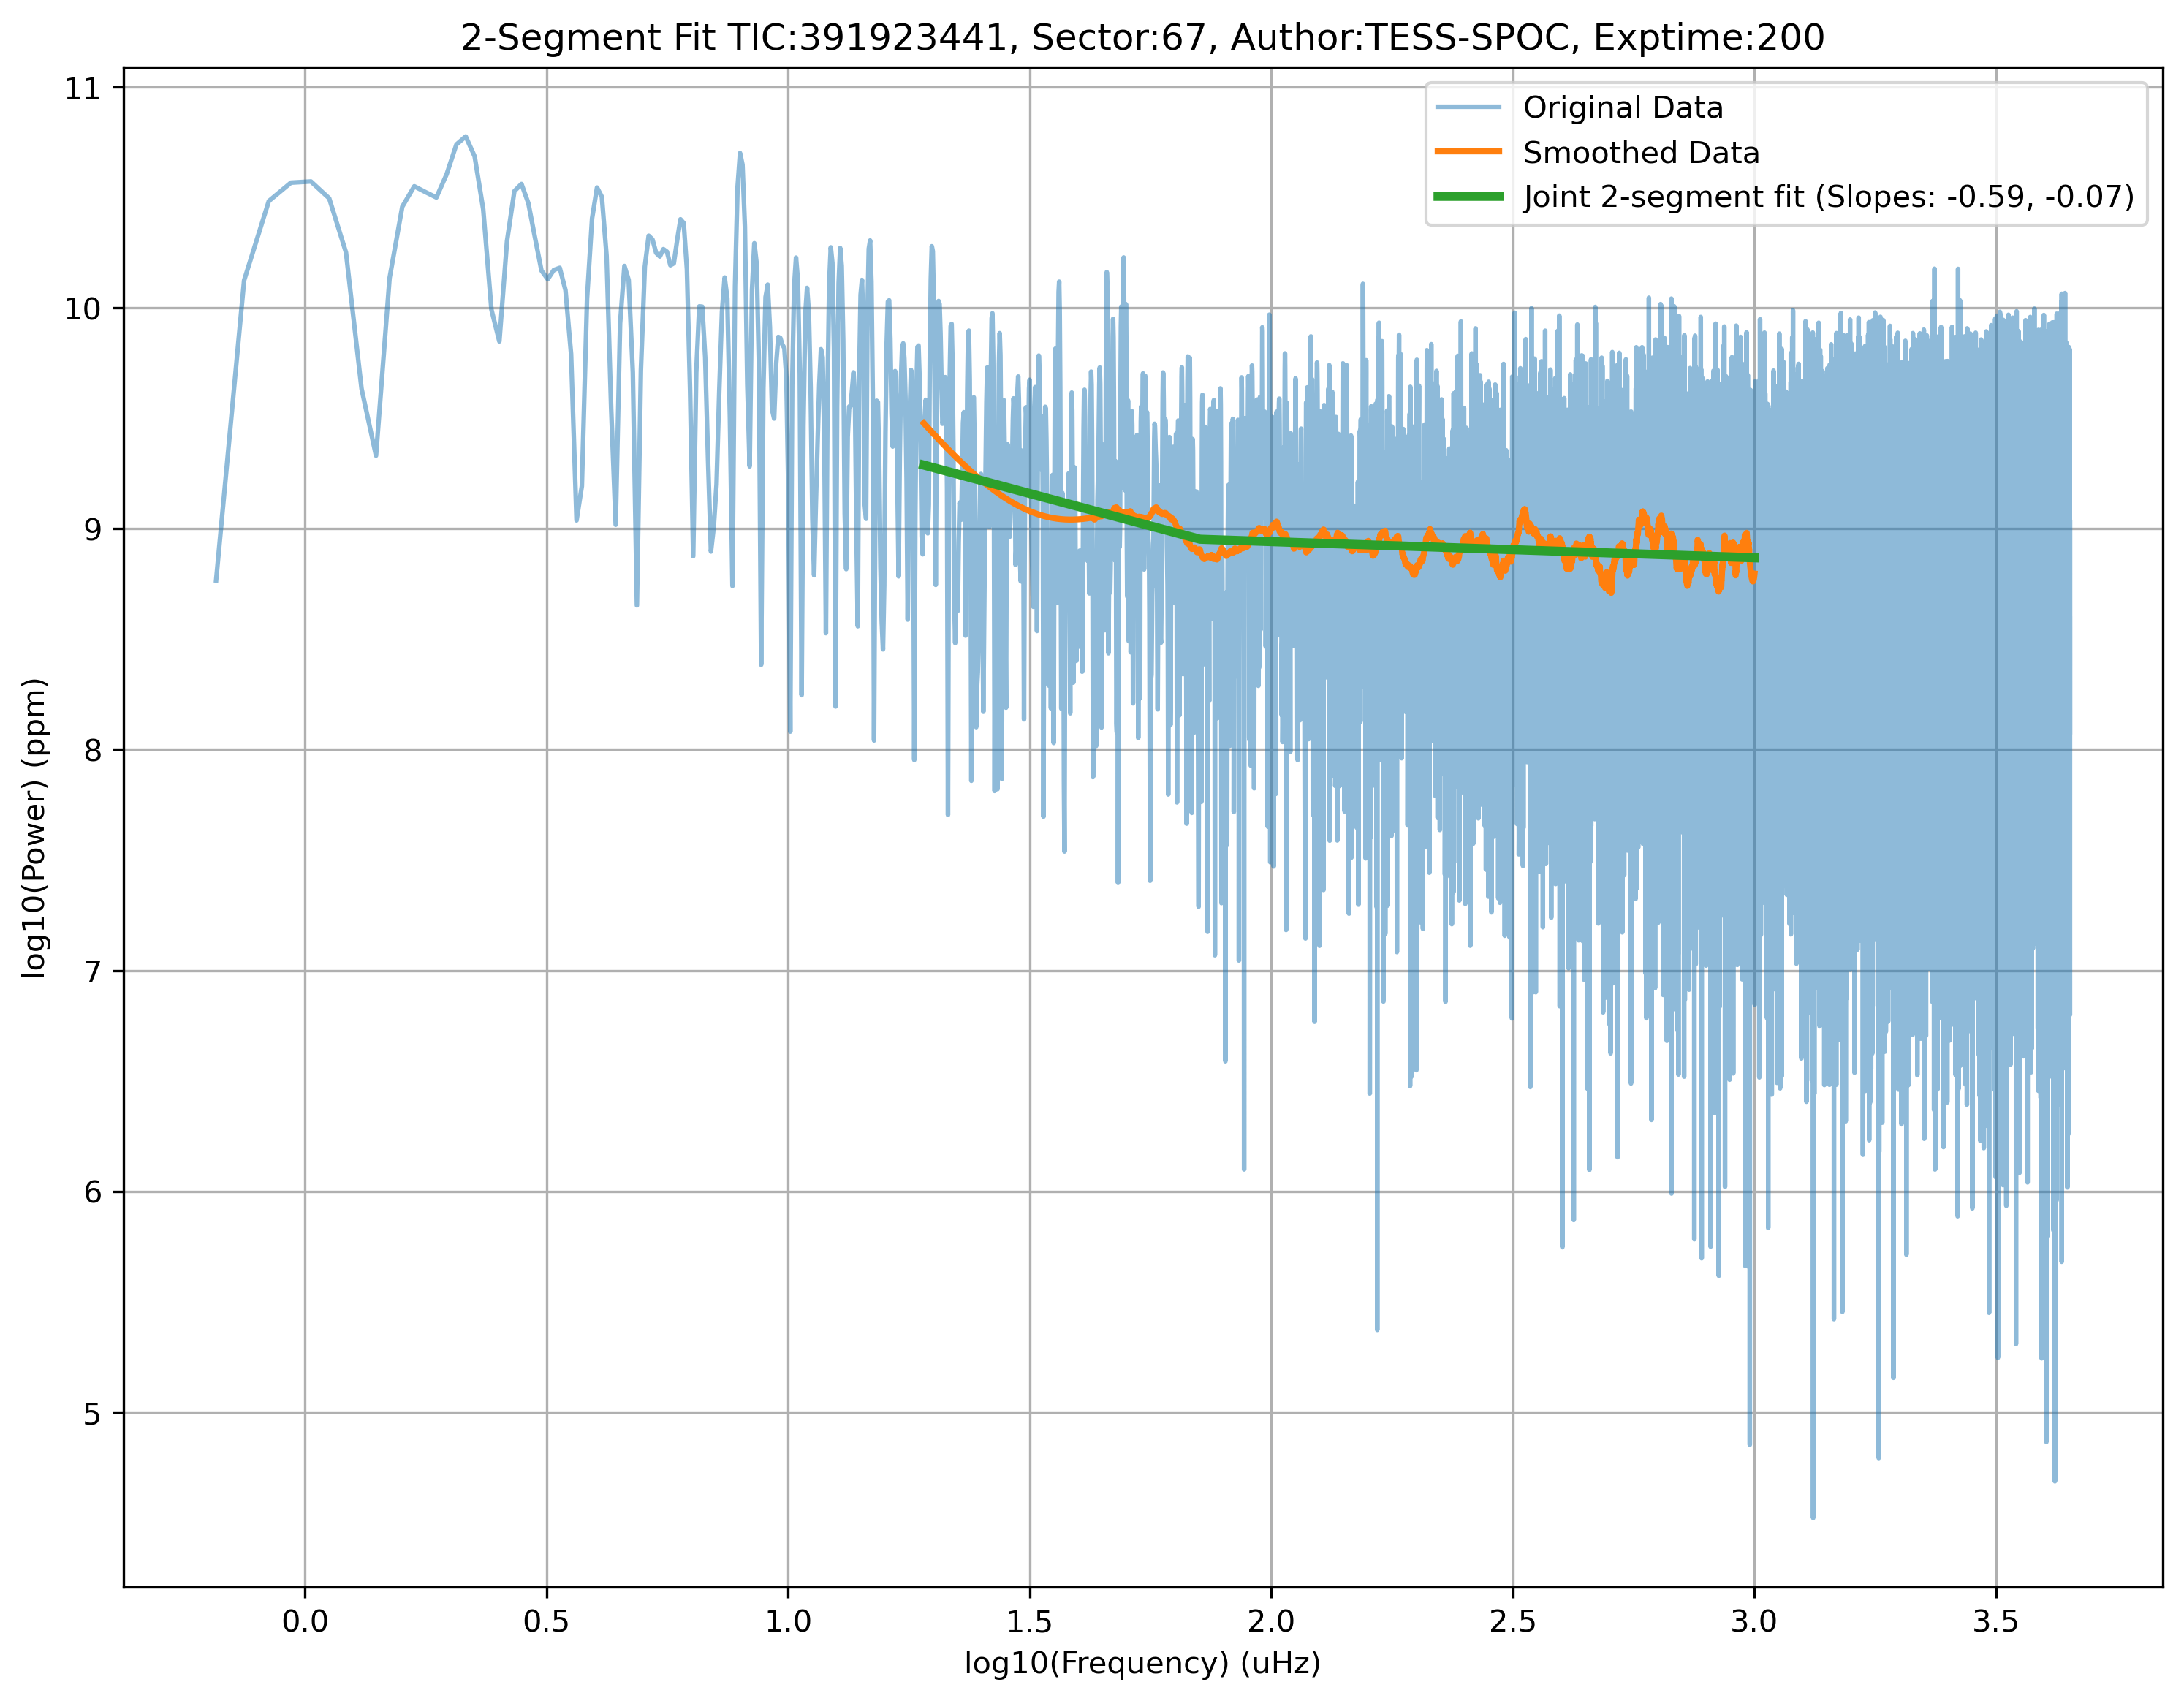 2-Segment Fit TIC:391923441, Sector:67, Author:TESS-SPOC, Exptime:200
Original Data
Smoothed Data
Joint 2-segment fit (Slopes: -0.59, -0.07)
log10(Power) (ppm)
11
10
9
8
7
6
5
0.0
0.5
1.0
1.5
2.0
2.5
3.0
3.5
log10(Frequency) (uHz)